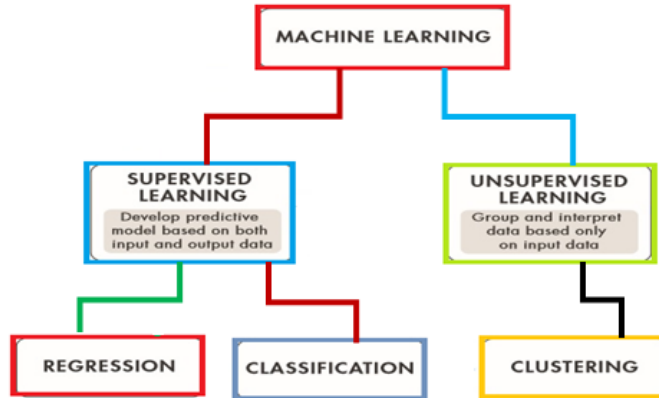 MACHINE LEARNING
SUPERVISED
LEARNING
Develop predictive
model based on both
input and output data
UNSUPERVISED
LEARNING
Group and interpret
data based only
on input data
REGRESSION
CLASSIFICATION
CLUSTERING